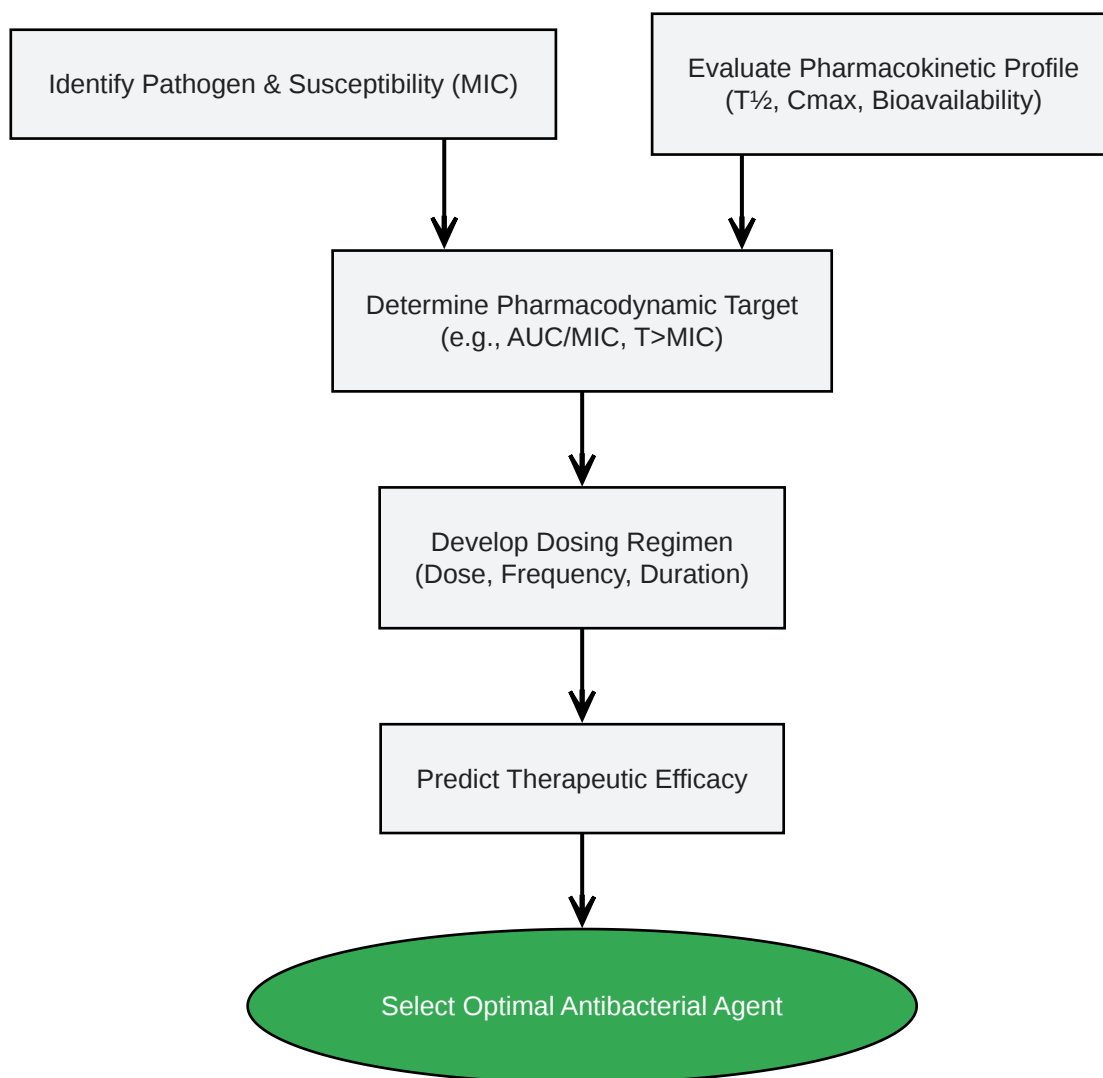 Identify Pathogen & Susceptibility (MIC)
Evaluate Pharmacokinetic Profile
(T½, Cmax, Bioavailability)
Determine Pharmacodynamic Target
(e.g., AUC/MIC, T>MIC)
Develop Dosing Regimen
(Dose, Frequency, Duration)
Predict Therapeutic Efficacy
Select Optimal Antibacterial Agent